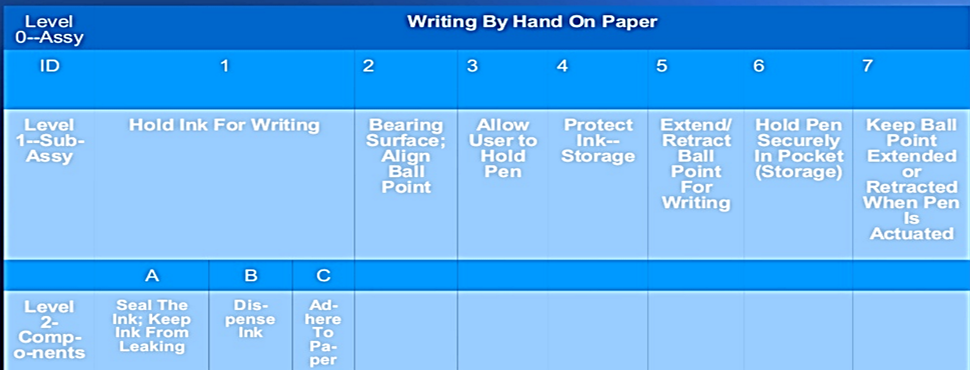 Level
0--Assy
Writing By Hand On Paper
ID 1 2 3 4 5 6 7
Level
1--Sub-
Assy
Hold Ink For Writing
Bearing
Surface;
Align
Ball
Point
Allow
User to
Hold
Pen
Protect
Ink--
Storage
Extend/
Retract
Ball
Point
For
Writing
Hold Pen
Securely
In Pocket
(Storage)
Keep Ball
Point
Extended
or
Retracted
When Pen
Is
Actuated
A B C
Level
2-
Comp-
o-nents
Seal The
Ink; Keep
Ink From
Leaking
Dis-
pense
Ink
Ad-
here
To
Pa-
per